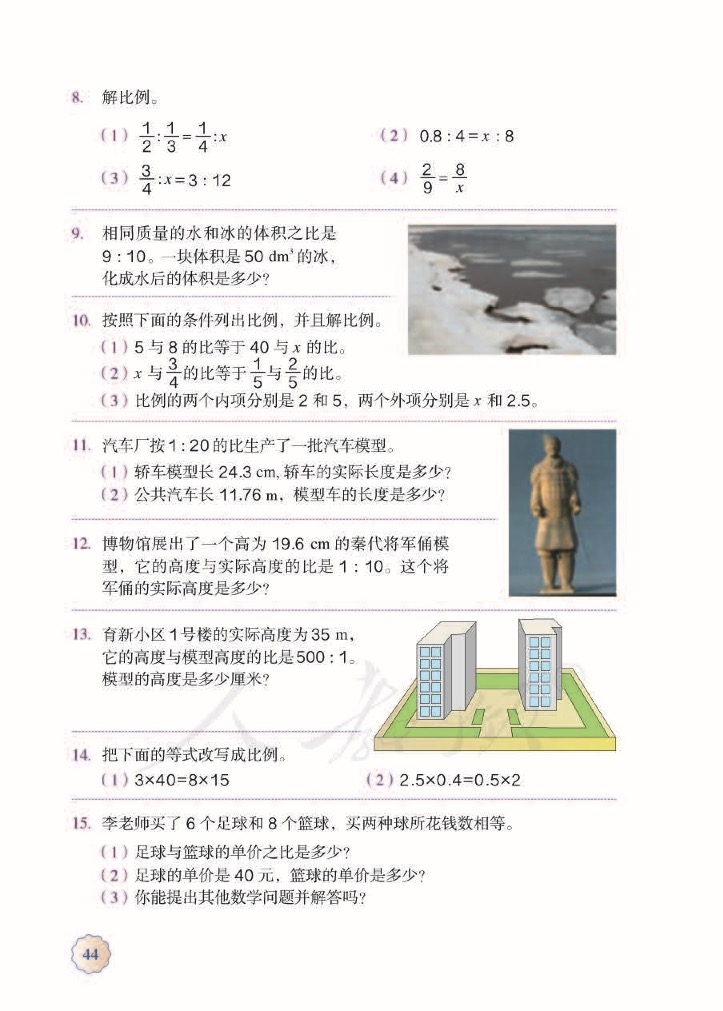 8. 解比例。
(1) 1/2 : 1/3 = 1/4 : x (2) 0.8 : 4 = x : 8
(3) 3/4 : x = 3 : 12 (4) 2/9 = 8/x
9. 相同质量的水和冰的体积之比是
9 : 10。一块体积是 50 dm³ 的冰，
化成水后的体积是多少？
10. 按照下面的条件列出比例，并且解比例。
(1) 5 与 8 的比等于 40 与 x 的比。
(2) x 与 3/4 的比等于 1/5 与 2/5 的比。
(3) 比例的两个内项分别是 2 和 5，两个外项分别是 x 和 2.5。
11. 汽车厂按 1 : 20 的比生产了一批汽车模型。
(1) 轿车模型长 24.3 cm, 轿车的实际长度是多少？
(2) 公共汽车长 11.76 m，模型车的长度是多少？
12. 博物馆展出了一个高为 19.6 cm 的秦代将军俑模
型，它的高度与实际高度的比是 1 : 10。这个将
军俑的实际高度是多少？
13. 育新小区 1 号楼的实际高度为 35 m，
它的高度与模型高度的比是 500 : 1。
模型的高度是多少厘米？
14. 把下面的等式改写成比例。
(1) 3×40=8×15 (2) 2.5×0.4=0.5×2
15. 李老师买了 6 个足球和 8 个篮球，买两种球所花钱数相等。
(1) 足球与篮球的单价之比是多少？
(2) 足球的单价是 40 元，篮球的单价是多少？
(3) 你能提出其他数学问题并解答吗？
44